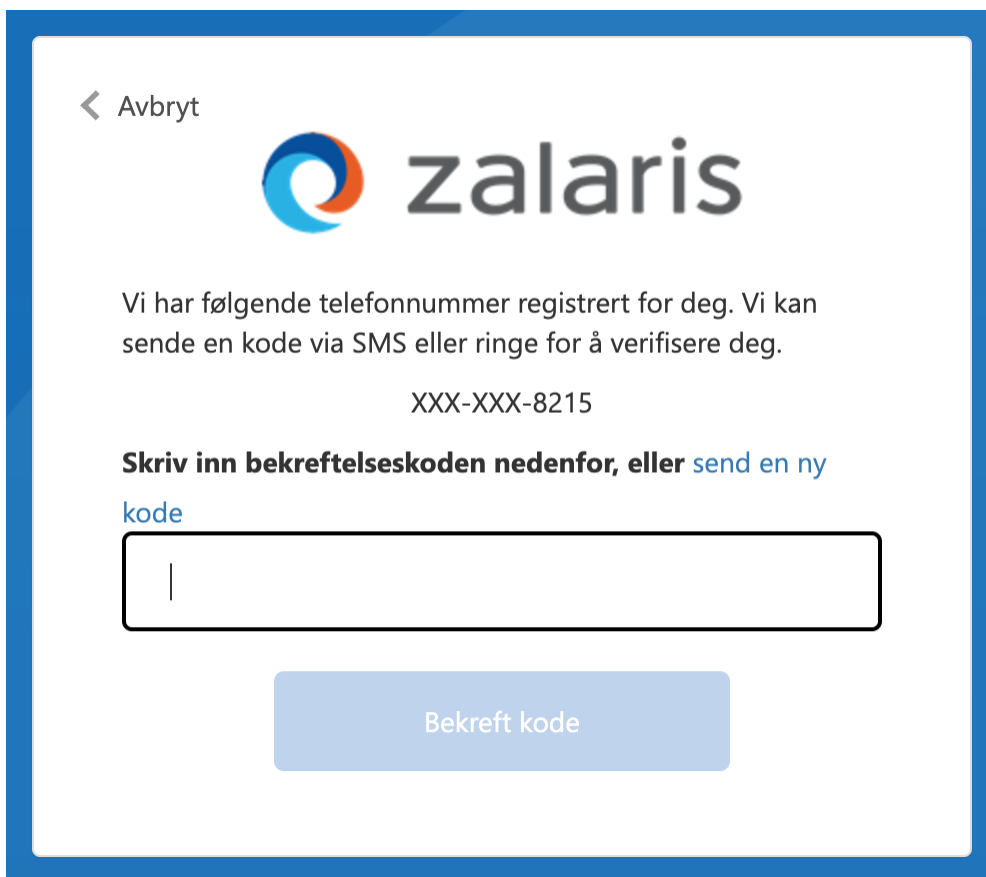 Avbryt
zalaris
Vi har følgende telefonnummer registrert for deg. Vi kan
sende en kode via SMS eller ringe for å verifisere deg.
XXX-XXX-8215
Skriv inn bekreftelseskoden nedenfor, eller send en ny
kode
Bekreft kode